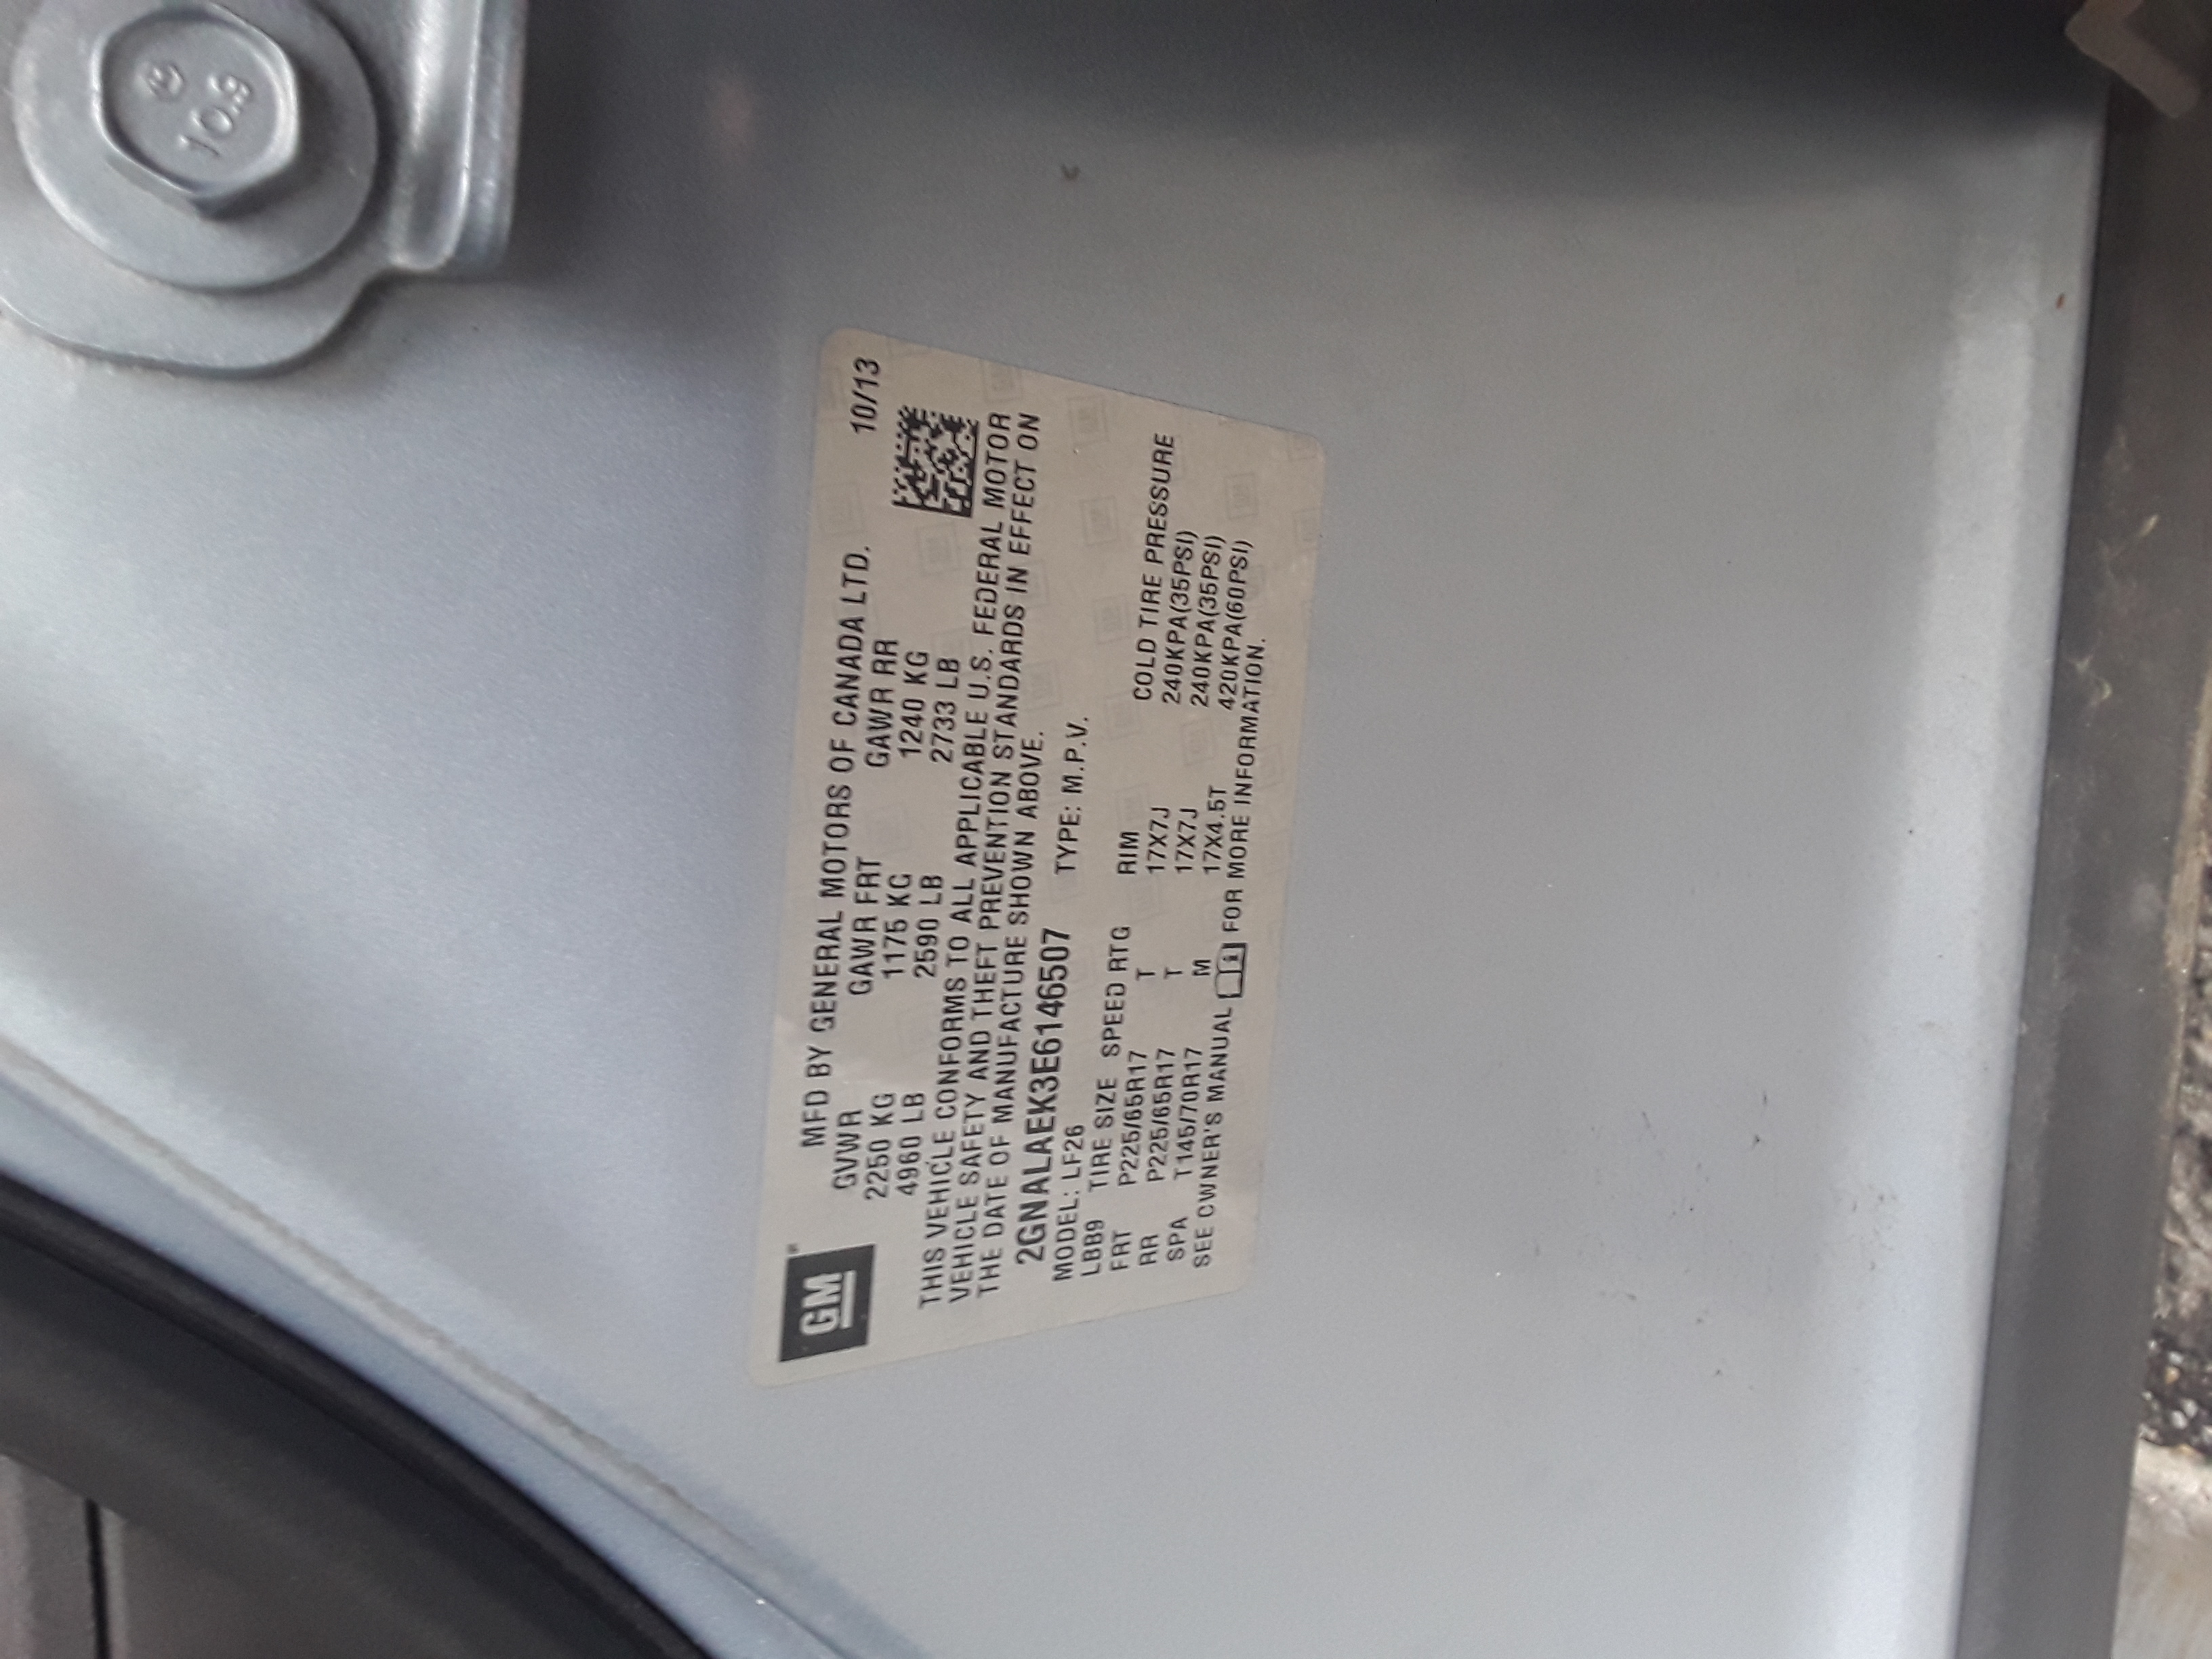 10.9
GM
MFD BY GENERAL MOTORS OF CANADA LTD. 10/13
GVWR GAWR FRT GAWR RR
2250 KG 1175 KG 1240 KG
4960 LB 2590 LB 2733 LB
THIS VEHICLE CONFORMS TO ALL APPLICABLE U.S. FEDERAL MOTOR
VEHICLE SAFETY AND THEFT PREVENTION STANDARDS IN EFFECT ON
THE DATE OF MANUFACTURE SHOWN ABOVE.
2GNALAEK3E6146507 TYPE: M.P.V.
MODEL: LF26
LBB9 TIRE SIZE SPEED RTG RIM COLD TIRE PRESSURE
FRT P225/65R17 T 17X7J 240KPA(35PSI)
RR P225/65R17 T 17X7J 240KPA(35PSI)
SPA T145/70R17 M 17X4.5T 420KPA(60PSI)
SEE OWNER'S MANUAL FOR MORE INFORMATION.